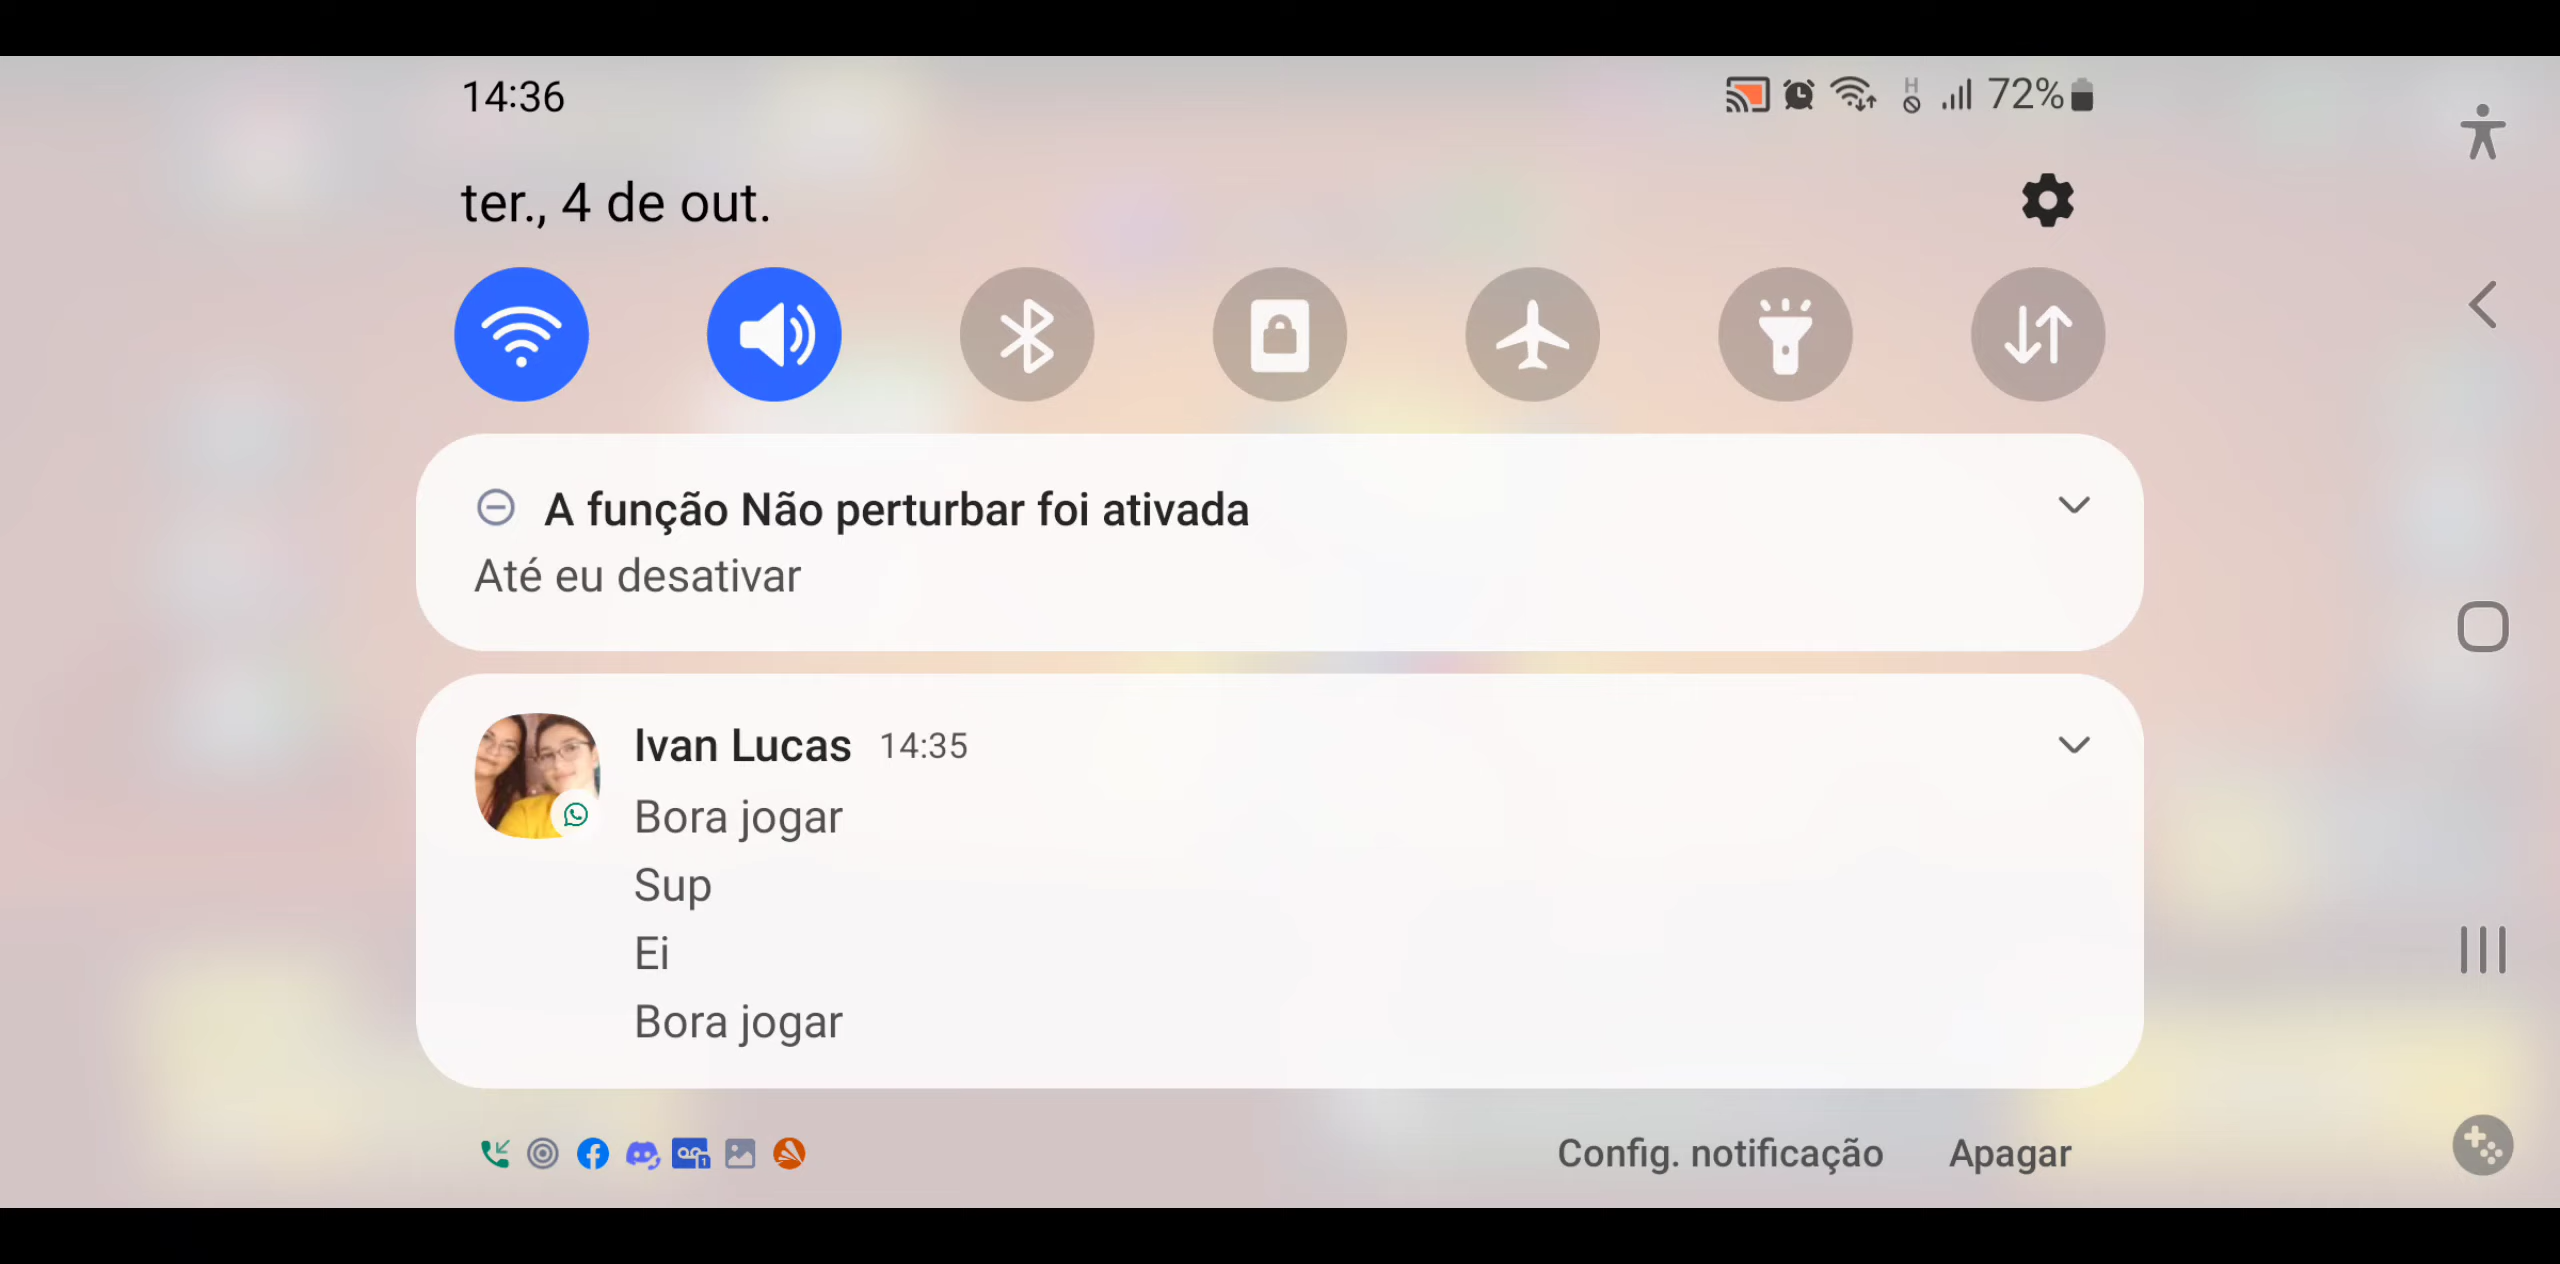 14:36
H
72%
ter., 4 de out.
A função Não perturbar foi ativada
Até eu desativar
Ivan Lucas 14:35
Bora jogar
Sup
Ei
Bora jogar
Config. notificação Apagar